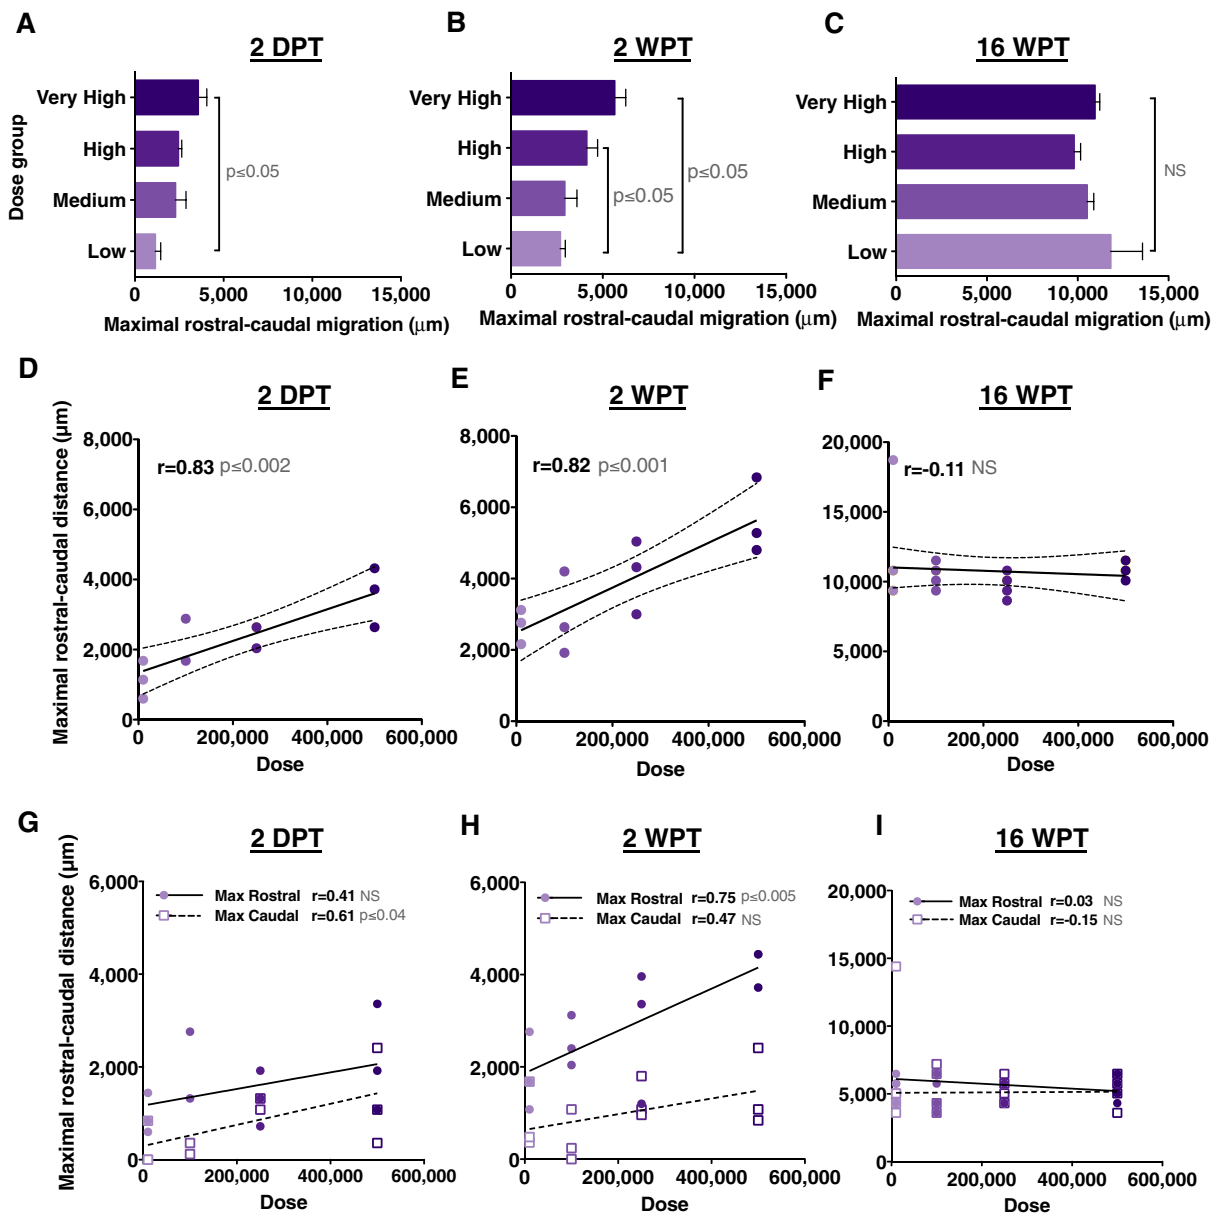 A
2 DPT
Dose group
Very High
High
Medium
Low
p≤0.05
0 5,000 10,000 15,000
Maximal rostral-caudal migration (μm)
B
2 WPT
Very High
High
Medium
Low
p≤0.05
p≤0.05
0 5,000 10,000 15,000
Maximal rostral-caudal migration (μm)
C
16 WPT
Very High
High
Medium
Low
NS
0 5,000 10,000 15,000
Maximal rostral-caudal migration (μm)
D
2 DPT
Maximal rostral-caudal distance (μm)
8,000
r=0.83 p≤0.002
6,000
4,000
2,000
0
0 200,000 400,000 600,000
Dose
E
2 WPT
8,000
r=0.82 p≤0.001
6,000
4,000
2,000
0
0 200,000 400,000 600,000
Dose
F
16 WPT
20,000
r=-0.11 NS
15,000
10,000
5,000
0
0 200,000 400,000 600,000
Dose
G
2 DPT
Maximal rostral-caudal distance (μm)
6,000
Max Rostral r=0.41 NS
Max Caudal r=0.61 p≤0.04
4,000
2,000
0
0 200,000 400,000 600,000
Dose
H
2 WPT
6,000
Max Rostral r=0.75 p≤0.005
Max Caudal r=0.47 NS
4,000
2,000
0
0 200,000 400,000 600,000
Dose
I
16 WPT
20,000
Max Rostral r=0.03 NS
Max Caudal r=-0.15 NS
15,000
10,000
5,000
0
0 200,000 400,000 600,000
Dose